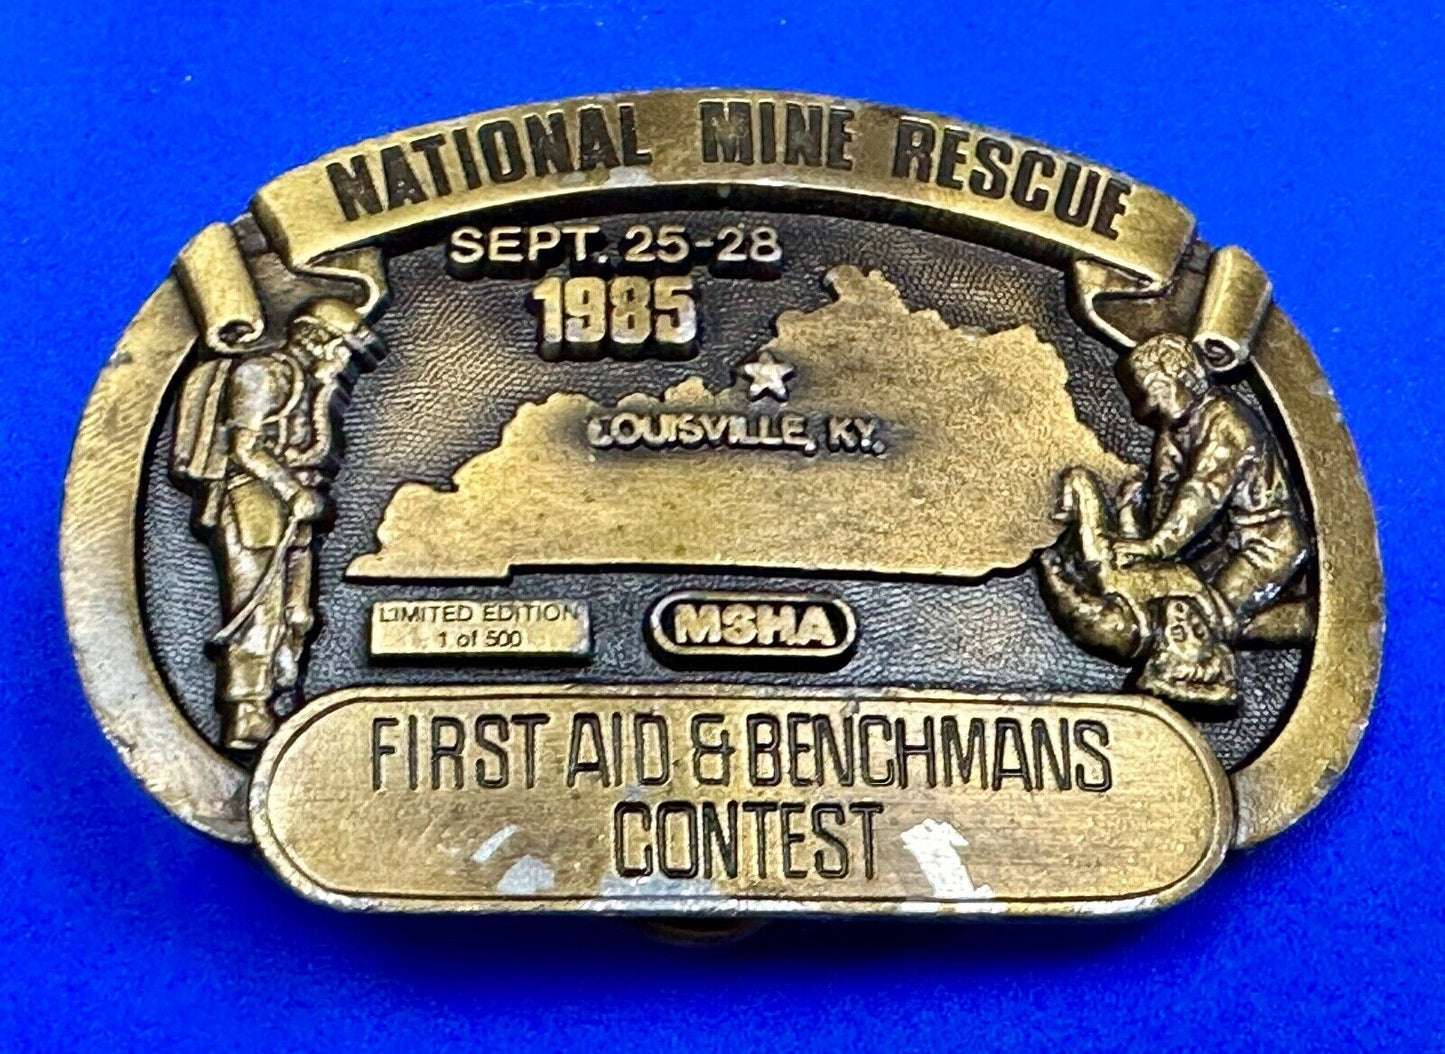 NATIONAL MINE RESCUE
SEPT. 25-28
1985
LOUISVILLE, KY.
LIMITED EDITION
1 of 500
MSHA
FIRST AID & BENCHMANS
CONTEST